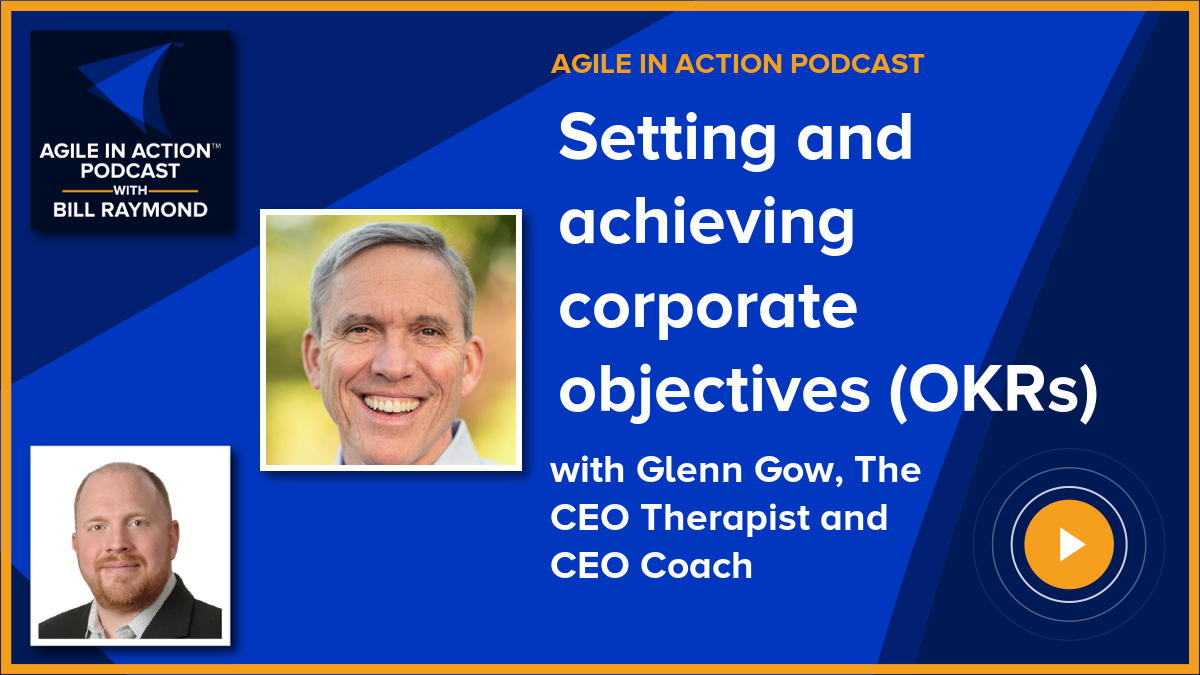 AGILE IN ACTION™
PODCAST
WITH
BILL RAYMOND
AGILE IN ACTION PODCAST
Setting and
achieving
corporate
objectives (OKRs)
with Glenn Gow, The
CEO Therapist and
CEO Coach
TM